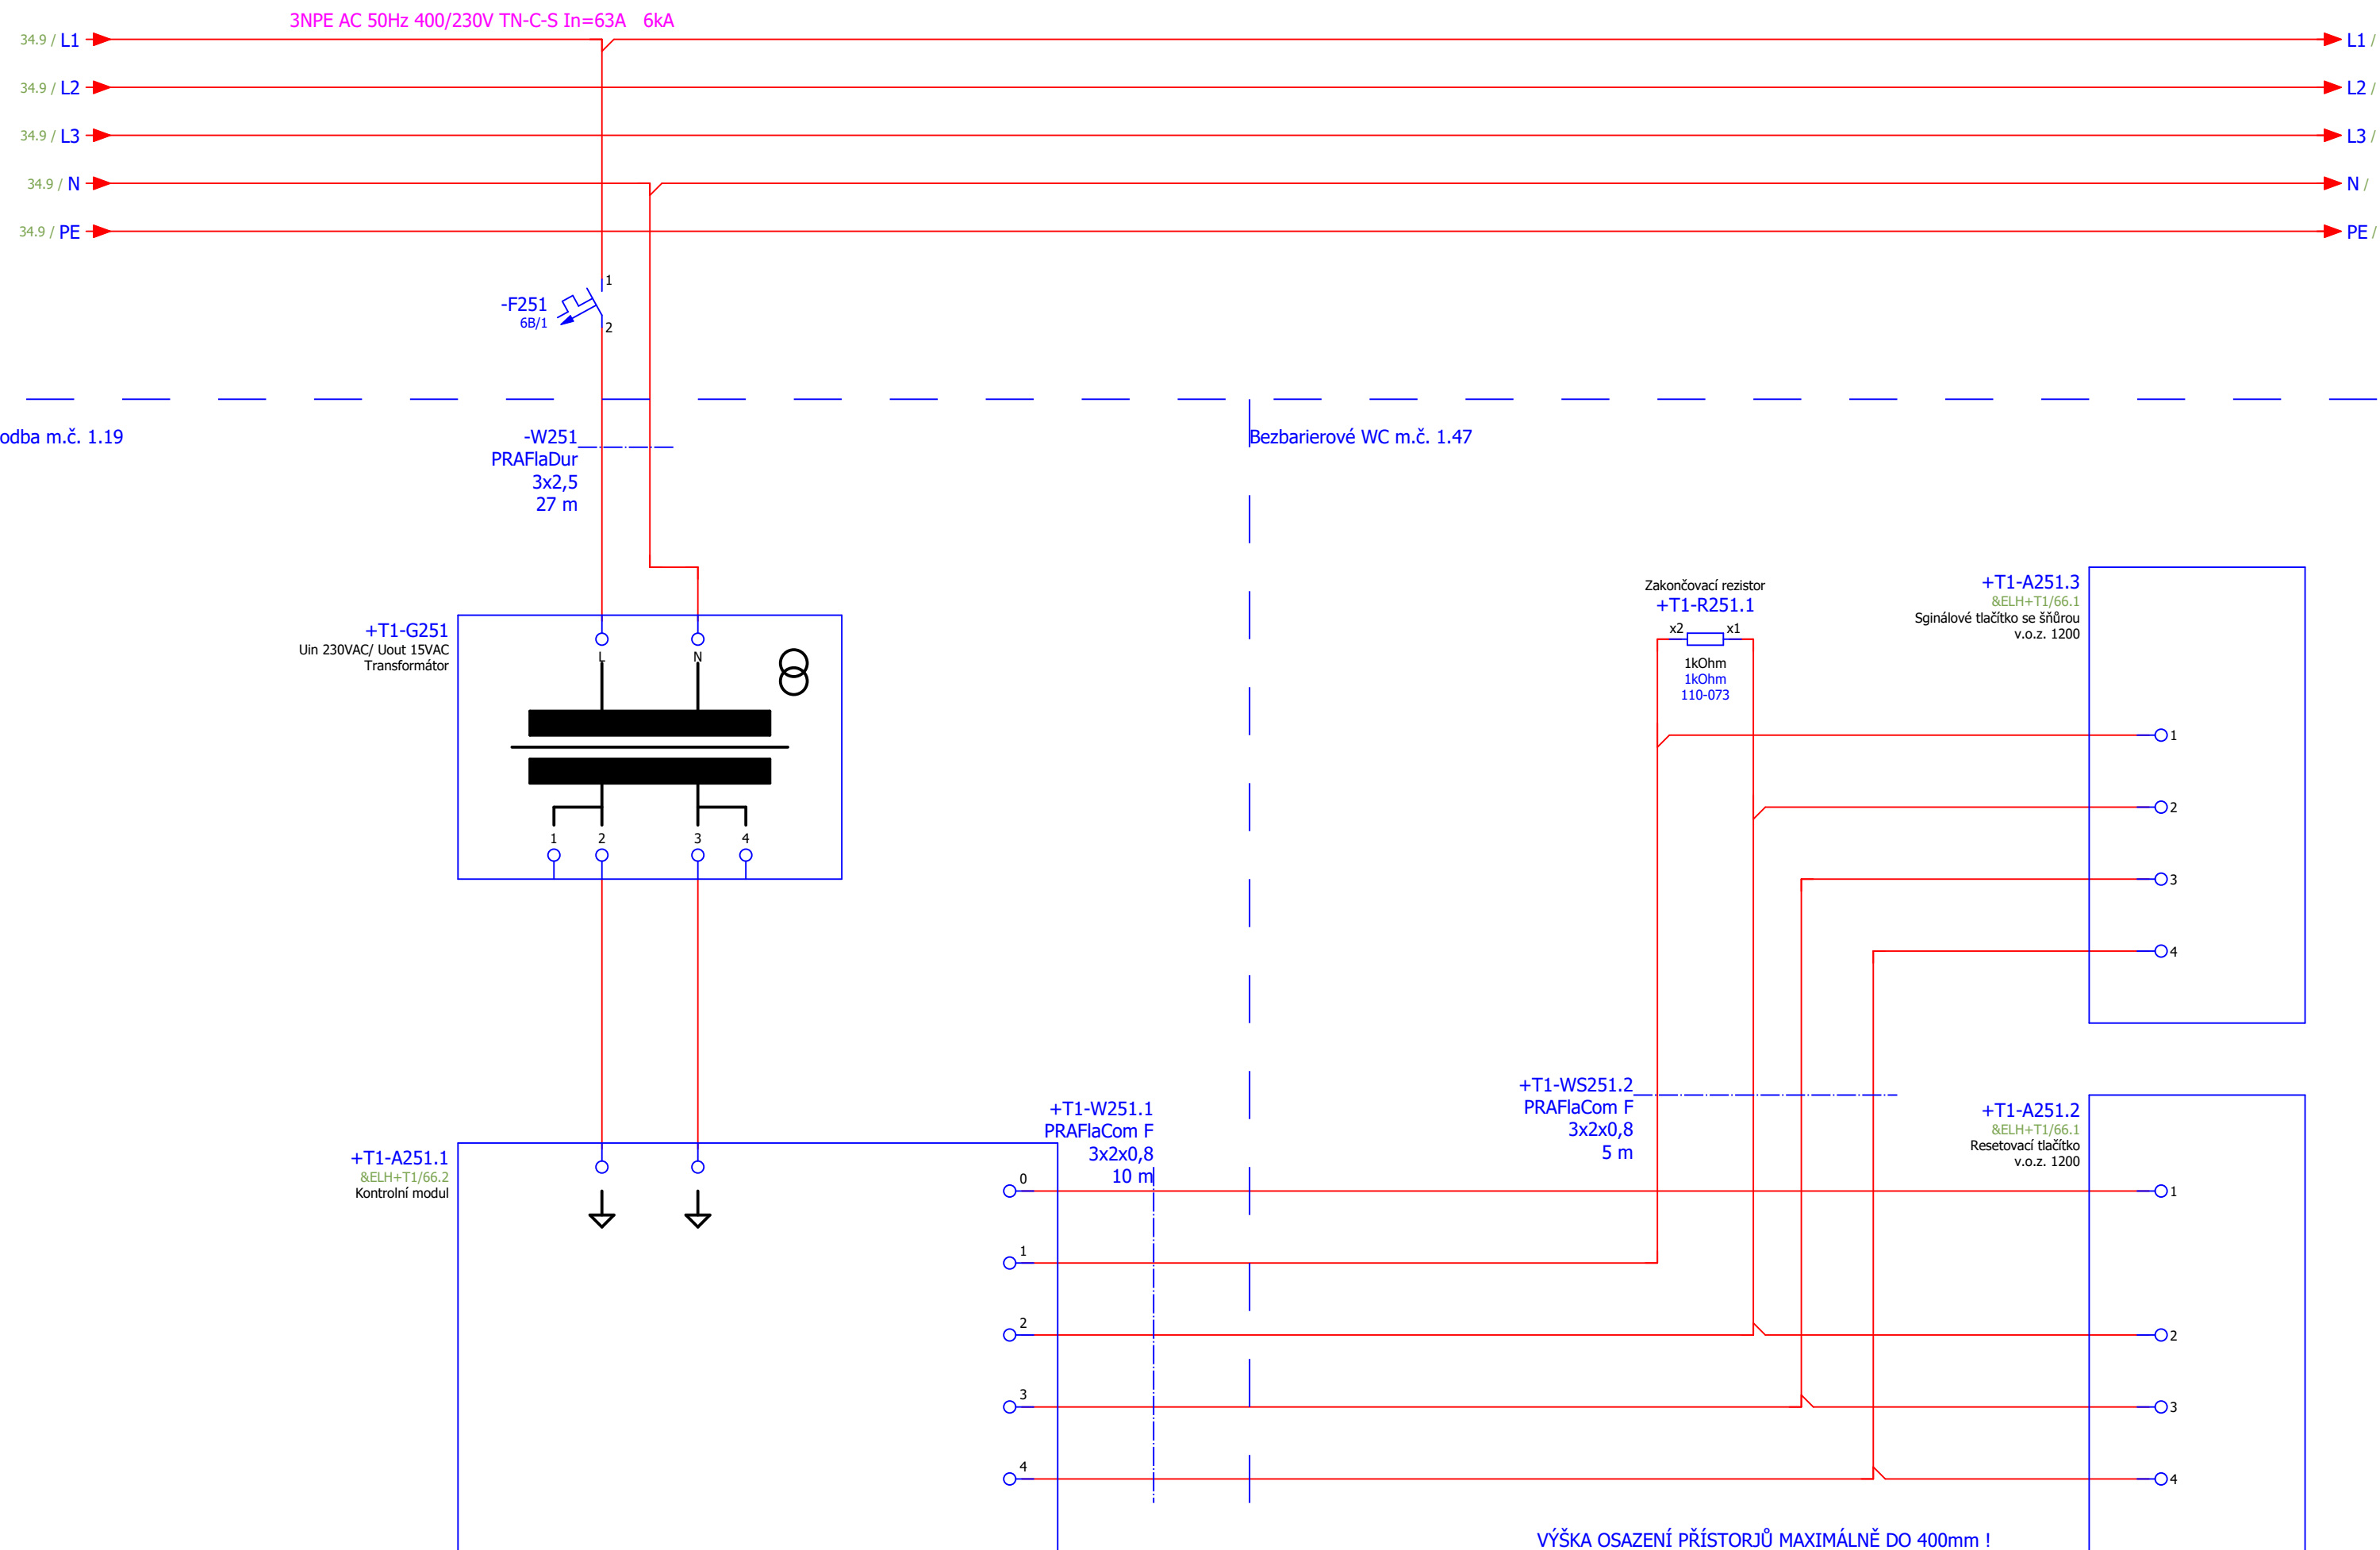 3NPE AC 50Hz 400/230V TN-C-S In=63A 6kA
34.9 / L1
L1 /
34.9 / L2
L2 /
34.9 / L3
L3 /
34.9 / N
N /
34.9 / PE
PE /
-F251
6B/1
1
2
odba m.č. 1.19
-W251
PRAFlaDur
3x2,5
27 m
Bezbarierové WC m.č. 1.47
+T1-G251
Uin 230VAC/ Uout 15VAC
Transformátor
L
N
1
2
3
4
Zakončovací rezistor
+T1-R251.1
x2
x1
1kOhm
1kOhm
110-073
+T1-A251.3
&ELH+T1/66.1
Sginálové tlačítko se šňůrou
v.o.z. 1200
1
2
3
4
+T1-A251.1
&ELH+T1/66.2
Kontrolní modul
+T1-W251.1
PRAFlaCom F
3x2x0,8
10 m
0
1
2
3
4
+T1-WS251.2
PRAFlaCom F
3x2x0,8
5 m
+T1-A251.2
&ELH+T1/66.1
Resetovací tlačítko
v.o.z. 1200
1
2
3
4
VÝŠKA OSAZENÍ PŘÍSTORJŮ MAXIMÁLNĚ DO 400mm !